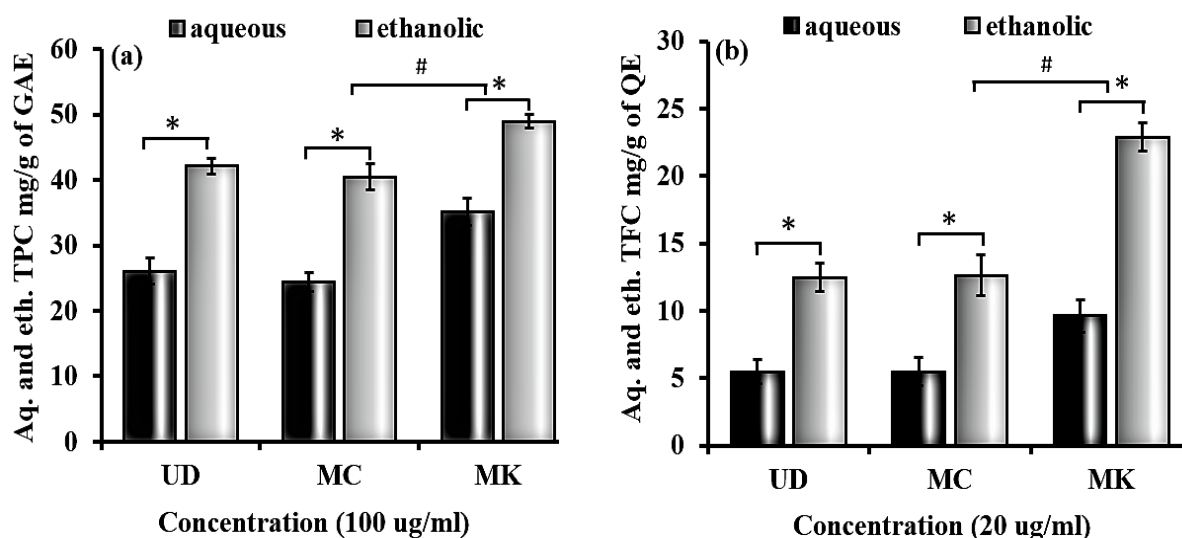 aqueous ethanolic
(a)
Aq. and eth. TPC mg/g of GAE
60
50
40
30
20
10
0
*
*
#
*
UD MC MK
Concentration (100 ug/ml)
aqueous ethanolic
(b)
Aq. and eth. TFC mg/g of QE
30
25
20
15
10
5
0
*
*
#
*
UD MC MK
Concentration (20 ug/ml)